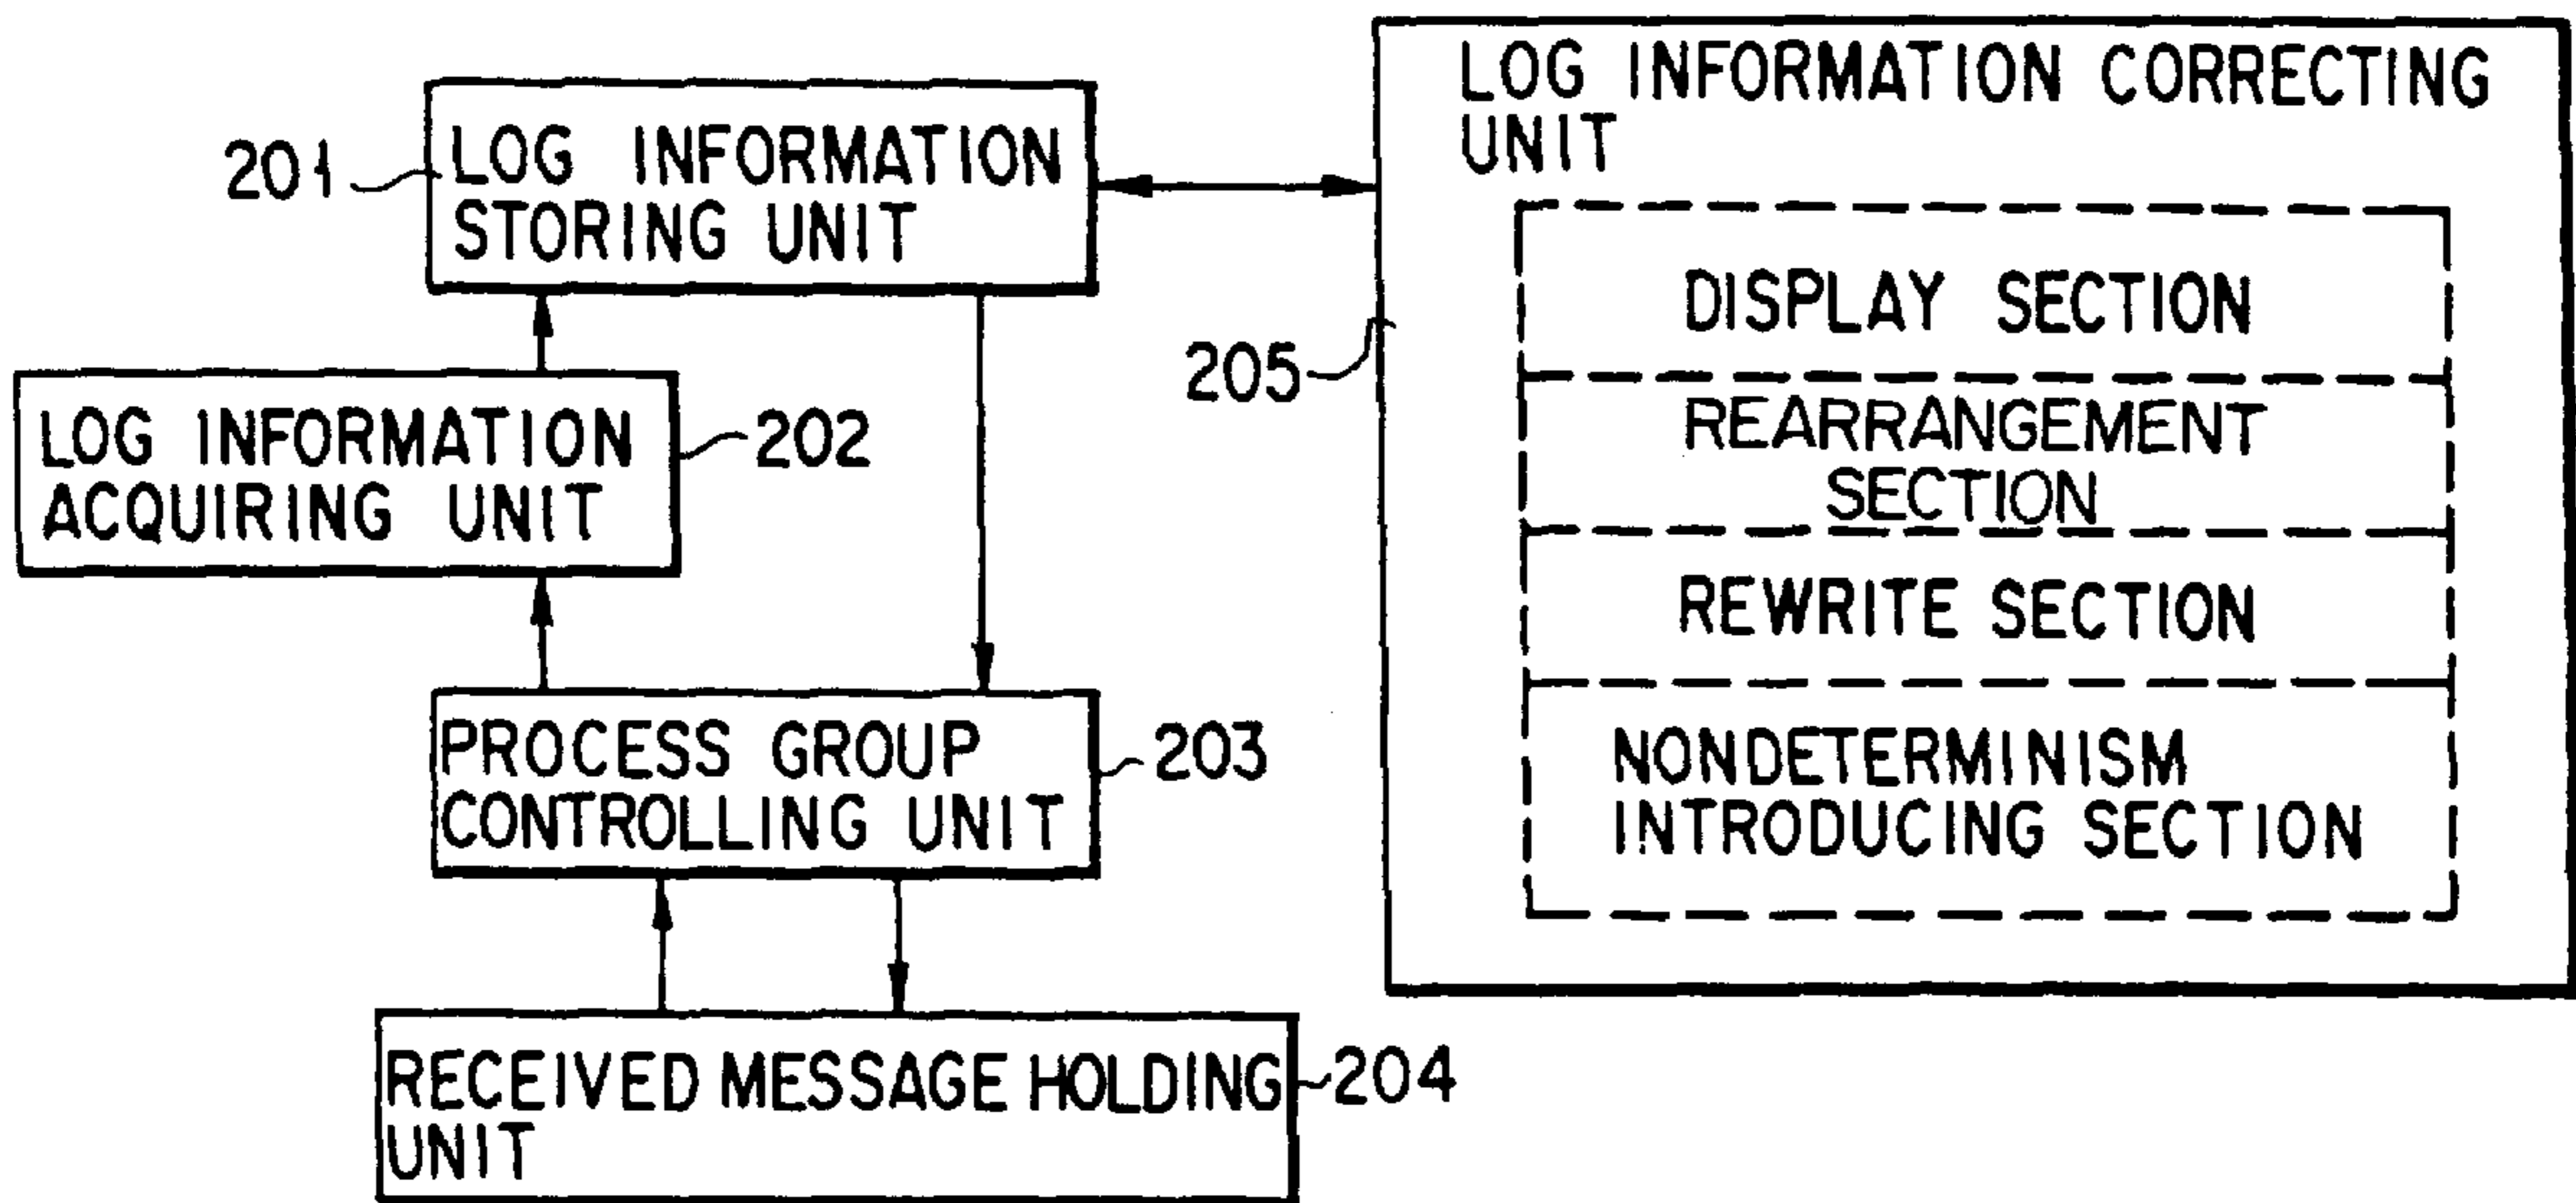 201
LOG INFORMATION
STORING UNIT
LOG INFORMATION
ACQUIRING UNIT
202
PROCESS GROUP
CONTROLLING UNIT
203
RECEIVED MESSAGE HOLDING
UNIT
204
205
LOG INFORMATION CORRECTING
UNIT
DISPLAY SECTION
REARRANGEMENT
SECTION
REWRITE SECTION
NONDETERMINISM
INTRODUCING SECTION